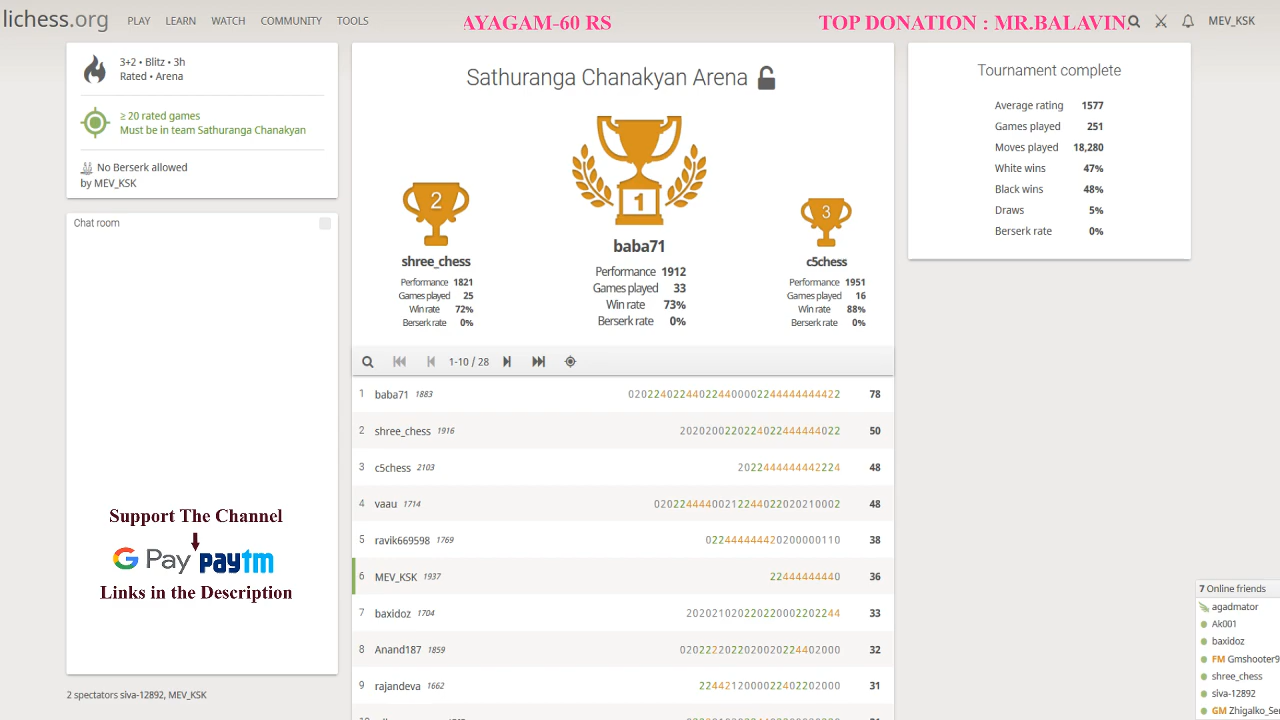 lichess.org PLAY LEARN WATCH COMMUNITY TOOLS AYAGAM-60 RS TOP DONATION : MR.BALAVIN MEV_KSK
3+2 • Blitz • 3h
Rated • Arena
≥ 20 rated games
Must be in team Sathuranga Chanakyan
No Berserk allowed
by MEV_KSK
Chat room
Support The Channel
G Pay paytm
Links in the Description
2 spectators siva-12892, MEV_KSK
Sathuranga Chanakyan Arena
2
shree_chess
Performance 1821
Games played 25
Win rate 72%
Berserk rate 0%
1
baba71
Performance 1912
Games played 33
Win rate 73%
Berserk rate 0%
3
c5chess
Performance 1951
Games played 16
Win rate 88%
Berserk rate 0%
1-10 / 28
1 baba71 1883 020224022440224400002244444444422 78
2 shree_chess 1916 2020200220224022444444022 50
3 c5chess 2103 2022444444442224 48
4 vaau 1714 48
5 ravik669598 1769 38
6 MEV_KSK 1937 22444444440 36
7 baxidoz 1704 33
8 Anand187 1859 32
9 rajandeva 1662 31
Tournament complete
Average rating 1577
Games played 251
Moves played 18,280
White wins 47%
Black wins 48%
Draws 5%
Berserk rate 0%
7 Online friends
agadmator
Ak001
baxidoz
FM Gmshooter9
shree_chess
siva-12892
GM Zhigalko_Se